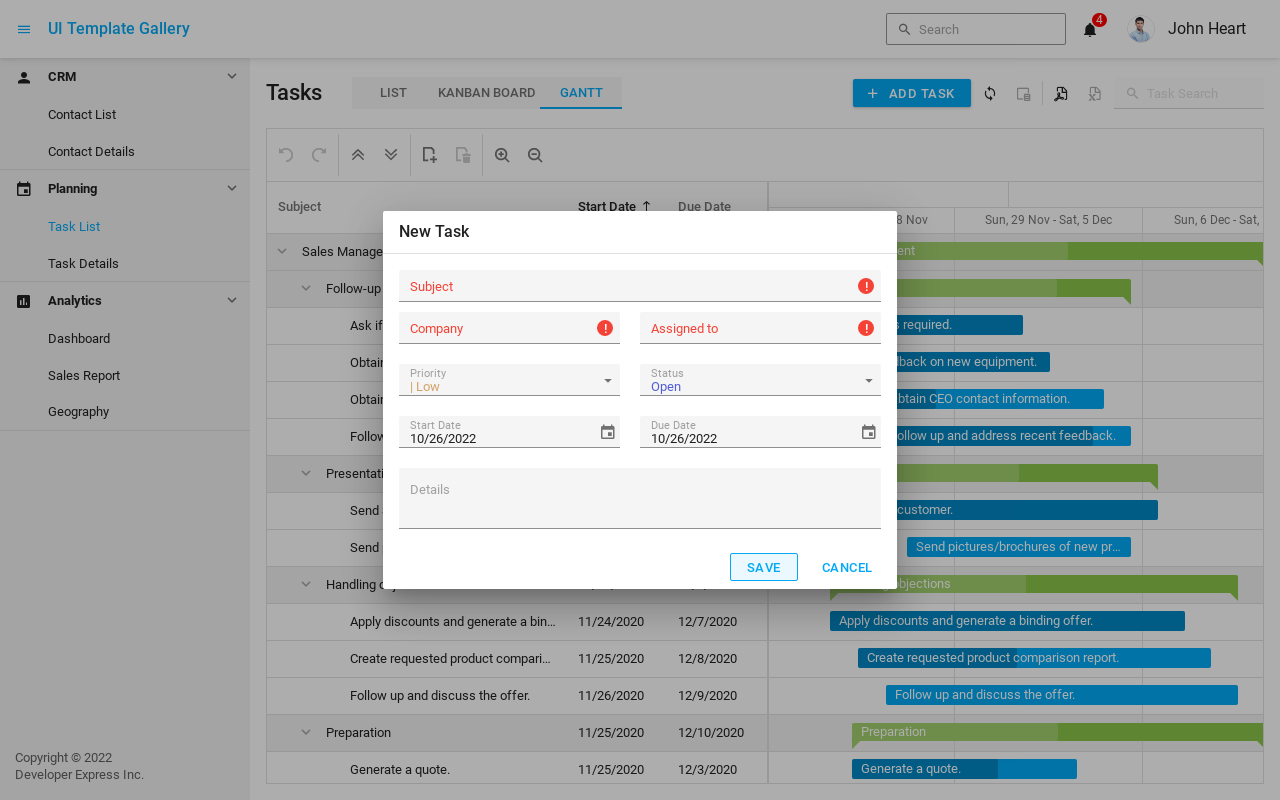 UI Template Gallery
Search
4
John Heart
CRM
Contact List
Contact Details
Planning
Task List
Task Details
Analytics
Dashboard
Sales Report
Geography
Copyright © 2022
Developer Express Inc.
Tasks
LIST
KANBAN BOARD
GANTT
ADD TASK
Task Search
Subject
Start Date
Due Date
8 Nov
Sun, 29 Nov - Sat, 5 Dec
Sun, 6 Dec - Sat,
Sales Manage
Follow-up
Ask if
s required.
Obtain
back on new equipment.
Obtain
btain CEO contact information.
Follow
ollow up and address recent feedback.
Presentati
Send
customer.
Send
Send pictures/brochures of new pr...
Handling o
bjections
Apply discounts and generate a bin...
11/24/2020
12/7/2020
Apply discounts and generate a binding offer.
Create requested product compari...
11/25/2020
12/8/2020
Create requested product comparison report.
Follow up and discuss the offer.
11/26/2020
12/9/2020
Follow up and discuss the offer.
Preparation
11/25/2020
12/10/2020
Preparation
Generate a quote.
11/25/2020
12/3/2020
Generate a quote.
New Task
Subject
Company
Assigned to
Priority
| Low
Status
Open
Start Date
10/26/2022
Due Date
10/26/2022
Details
SAVE
CANCEL